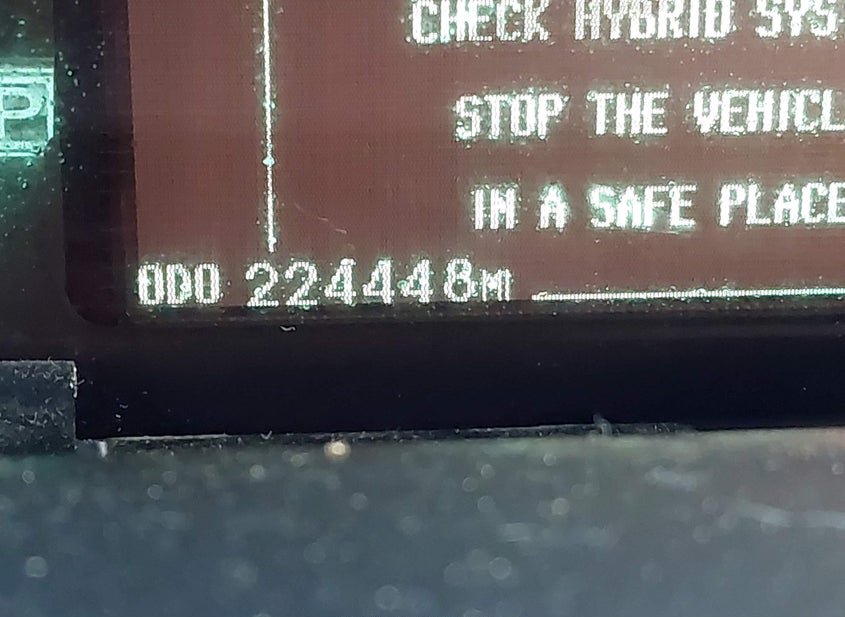 CHECK HYBRID SYS
STOP THE VEHICL
IN A SAFE PLACE
P
ODO 224448MI